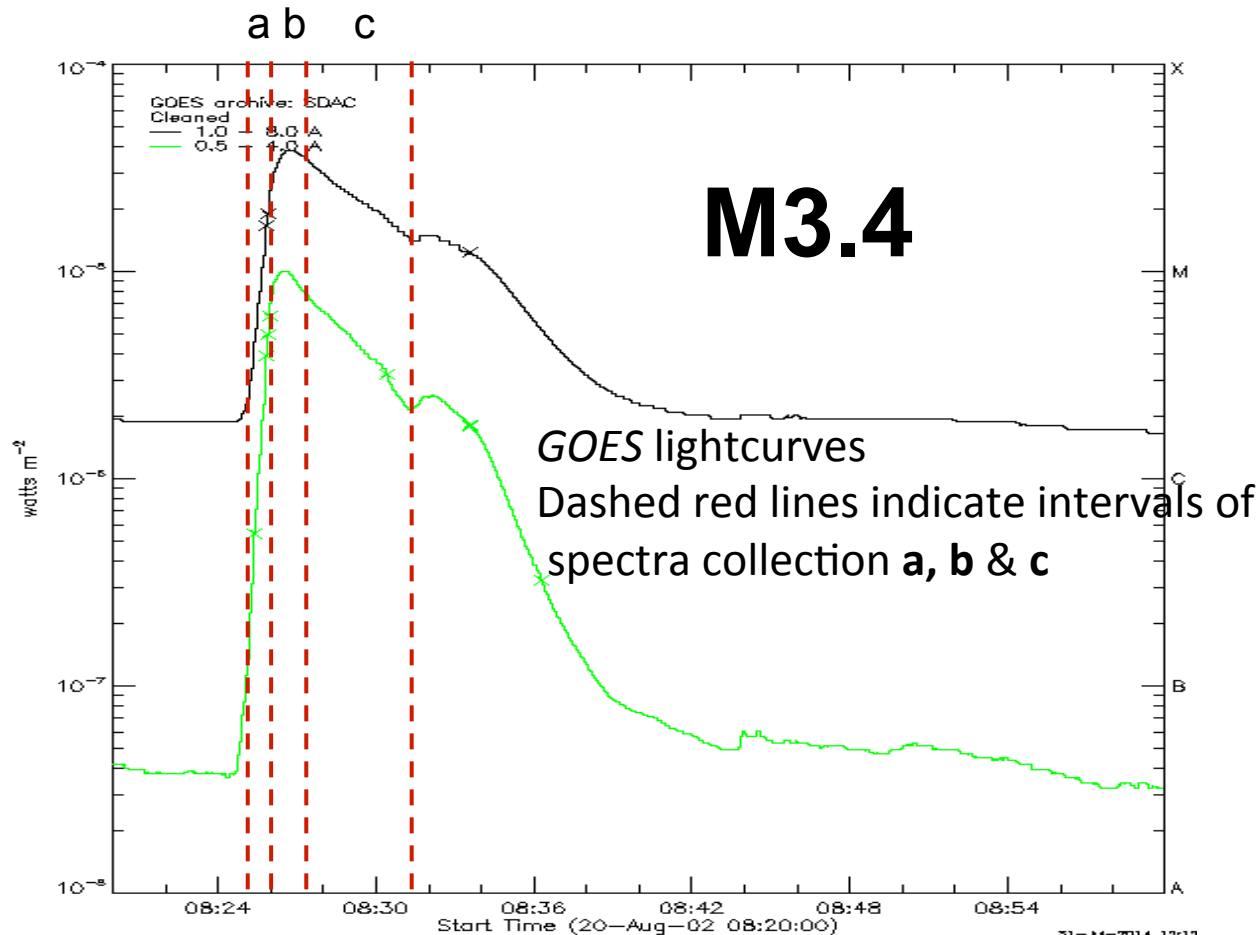 a b c
10⁻⁴
X
GOES archive: SDAC
Cleaned
1.0 - 8.0 A
0.5 - 4.0 A
M3.4
10⁻⁵
M
watts m⁻²
GOES lightcurves
10⁻⁶
C
Dashed red lines indicate intervals of
spectra collection a, b & c
10⁻⁷
B
10⁻⁸
A
08:24 08:30 08:36 08:42 08:48 08:54
Start Time (20-Aug-02 08:20:00)